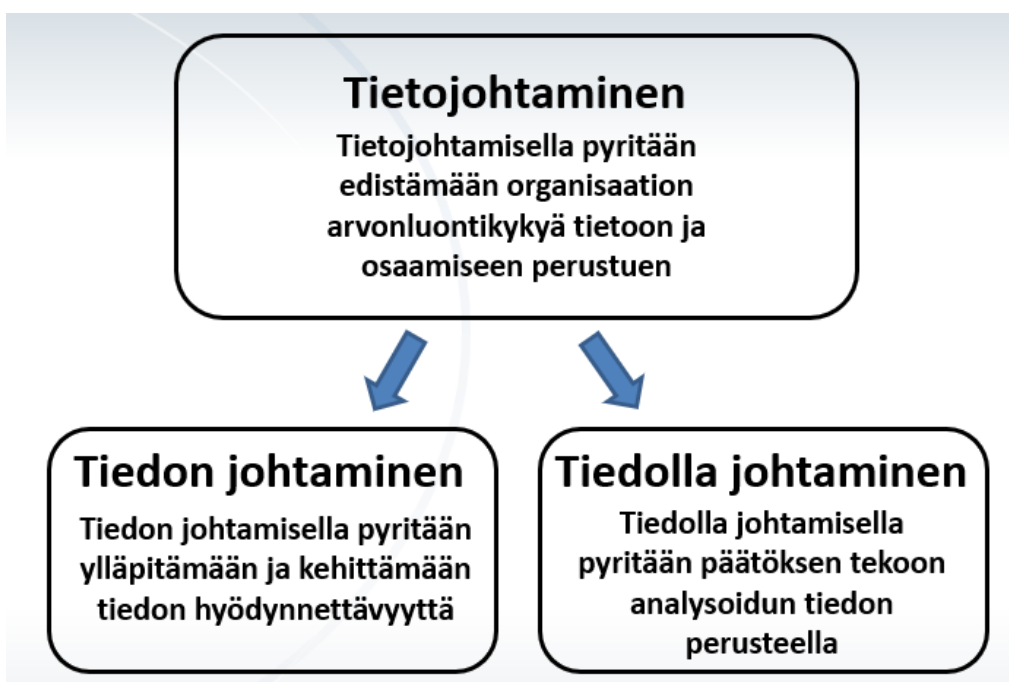 Tietojohtaminen
Tietojohtamisella pyritään
edistämään organisaation
arvonluontikykyä tietoon ja
osaamiseen perustuen
Tiedon johtaminen
Tiedon johtamisella pyritään
ylläpitämään ja kehittämään
tiedon hyödynnettävyyttä
Tiedolla johtaminen
Tiedolla johtamisella
pyritään päätöksen tekoon
analysoidun tiedon
perusteella